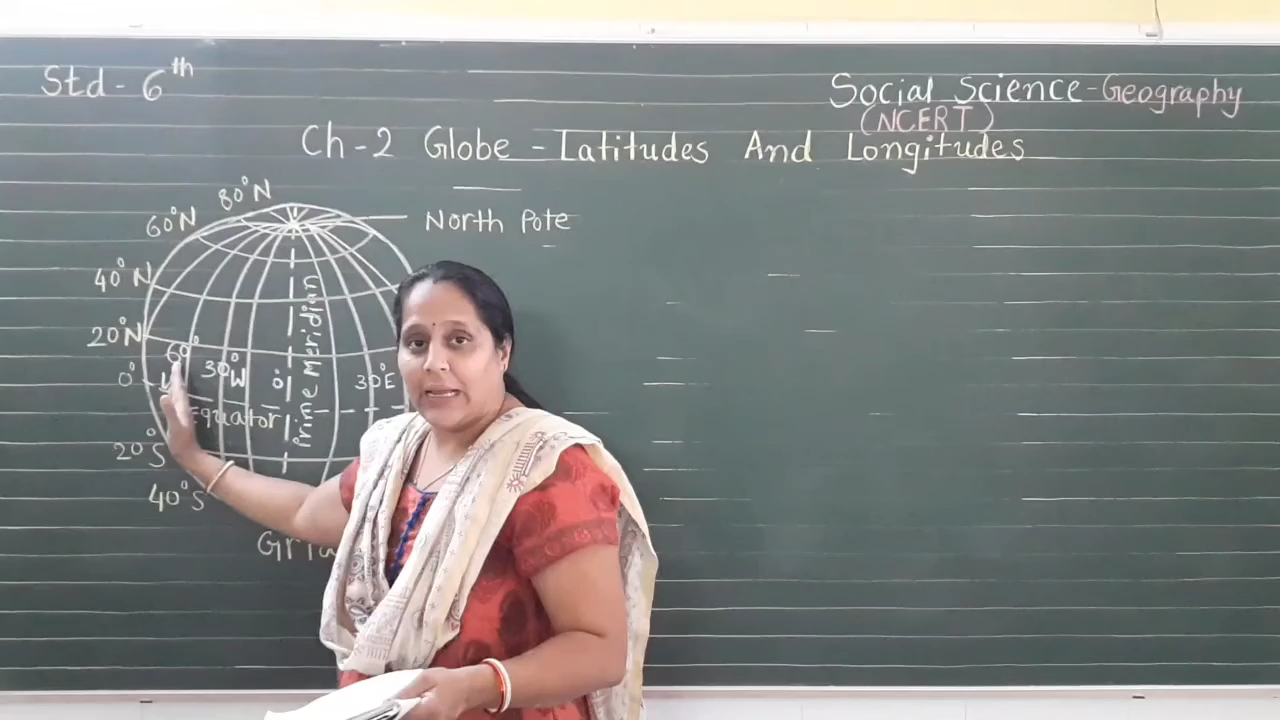 Std - 6th
Social Science - Geography
(NCERT)
Ch-2 Globe - Latitudes And Longitudes
80°N
60°N
North Pole
40°N
20°N
60°
30°W
0°
30°E
0°
Prime Meridian
Equator
20°S
40°S